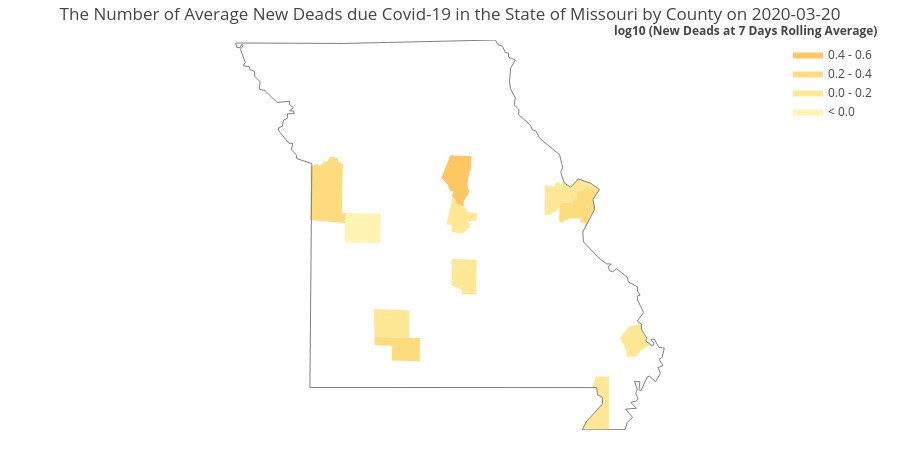 The Number of Average New Deads due Covid-19 in the State of Missouri by County on 2020-03-20
log10 (New Deads at 7 Days Rolling Average)
0.4 - 0.6
0.2 - 0.4
0.0 - 0.2
< 0.0